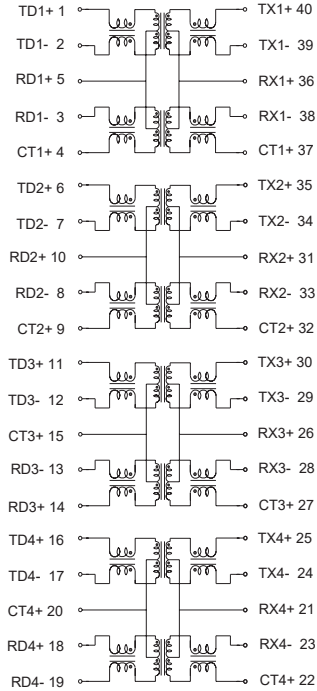 TD1+ 1 TX1+ 40
TD1- 2 TX1- 39
RD1+ 5 RX1+ 36
RD1- 3 RX1- 38
CT1+ 4 CT1+ 37
TD2+ 6 TX2+ 35
TD2- 7 TX2- 34
RD2+ 10 RX2+ 31
RD2- 8 RX2- 33
CT2+ 9 CT2+ 32
TD3+ 11 TX3+ 30
TD3- 12 TX3- 29
CT3+ 15 RX3+ 26
RD3- 13 RX3- 28
RD3+ 14 CT3+ 27
TD4+ 16 TX4+ 25
TD4- 17 TX4- 24
CT4+ 20 RX4+ 21
RD4+ 18 RX4- 23
RD4- 19 CT4+ 22